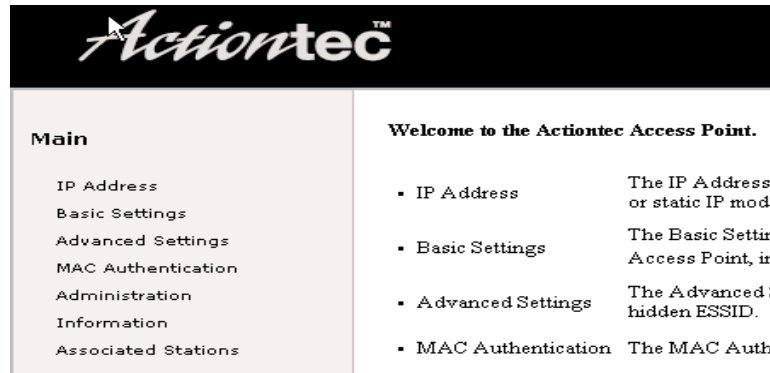 Actiontec™
Main
IP Address
Basic Settings
Advanced Settings
MAC Authentication
Administration
Information
Associated Stations
Welcome to the Actiontec Access Point.
▪ IP Address The IP Address
or static IP mod
▪ Basic Settings The Basic Settin
Access Point, in
▪ Advanced Settings The Advanced S
hidden ESSID.
▪ MAC Authentication The MAC Auth